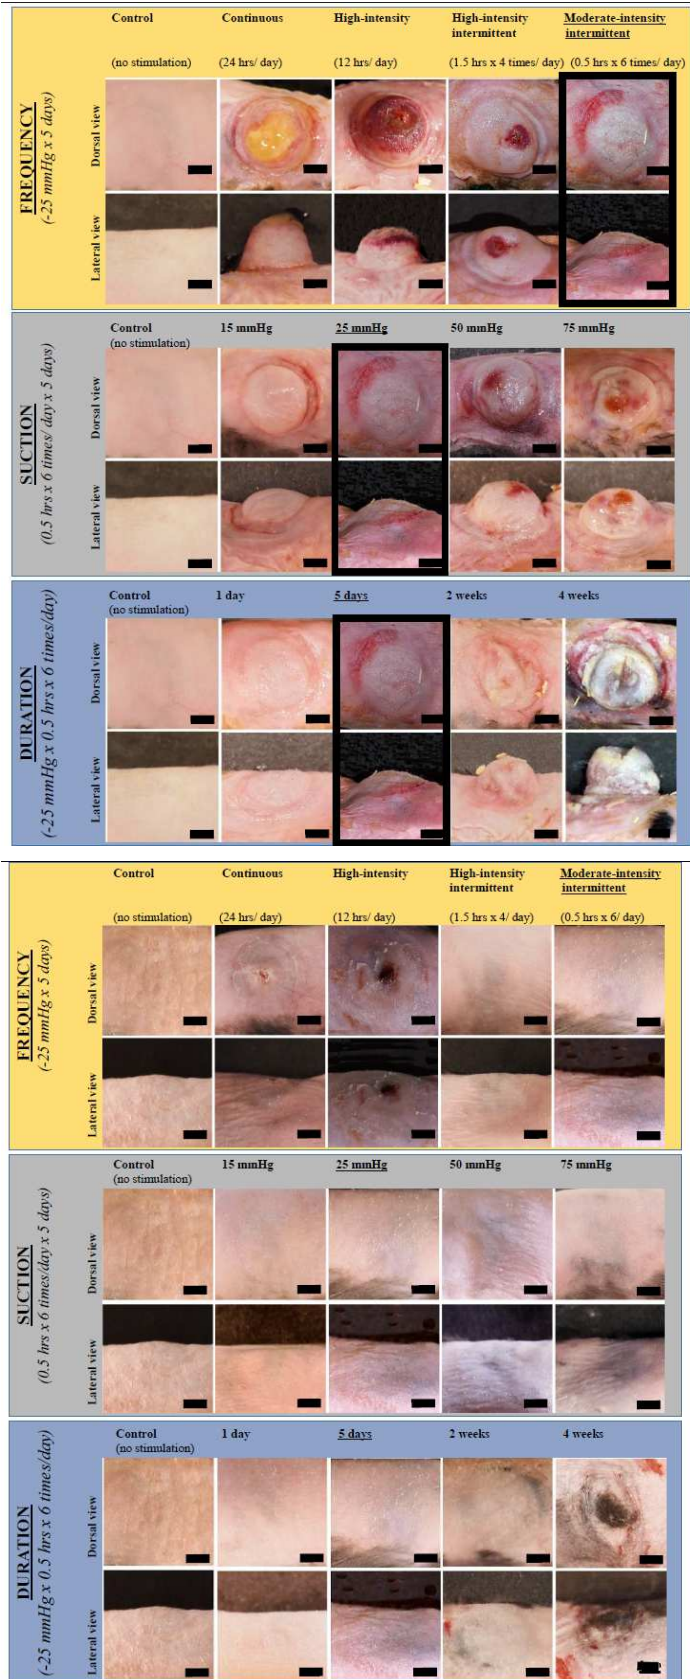 Control Continuous High-intensity High-intensity intermittent Moderate-intensity intermittent
(no stimulation) (24 hrs/ day) (12 hrs/ day) (1.5 hrs x 4 times/ day) (0.5 hrs x 6 times/ day)
FREQUENCY
(-25 mmHg x 5 days)
Dorsal view
Lateral view
Control 15 mmHg 25 mmHg 50 mmHg 75 mmHg
(no stimulation)
SUCTION
(0.5 hrs x 6 times/ day x 5 days)
Dorsal view
Lateral view
Control 1 day 5 days 2 weeks 4 weeks
(no stimulation)
DURATION
(-25 mmHg x 0.5 hrs x 6 times/day)
Dorsal view
Lateral view
Control Continuous High-intensity High-intensity intermittent Moderate-intensity intermittent
(no stimulation) (24 hrs/ day) (12 hrs/ day) (1.5 hrs x 4/ day) (0.5 hrs x 6/ day)
FREQUENCY
(-25 mmHg x 5 days)
Dorsal view
Lateral view
Control 15 mmHg 25 mmHg 50 mmHg 75 mmHg
(no stimulation)
SUCTION
(0.5 hrs x 6 times/day x 5 days)
Dorsal view
Lateral view
Control 1 day 5 days 2 weeks 4 weeks
(no stimulation)
DURATION
(-25 mmHg x 0.5 hrs x 6 times/day)
Dorsal view
Lateral view